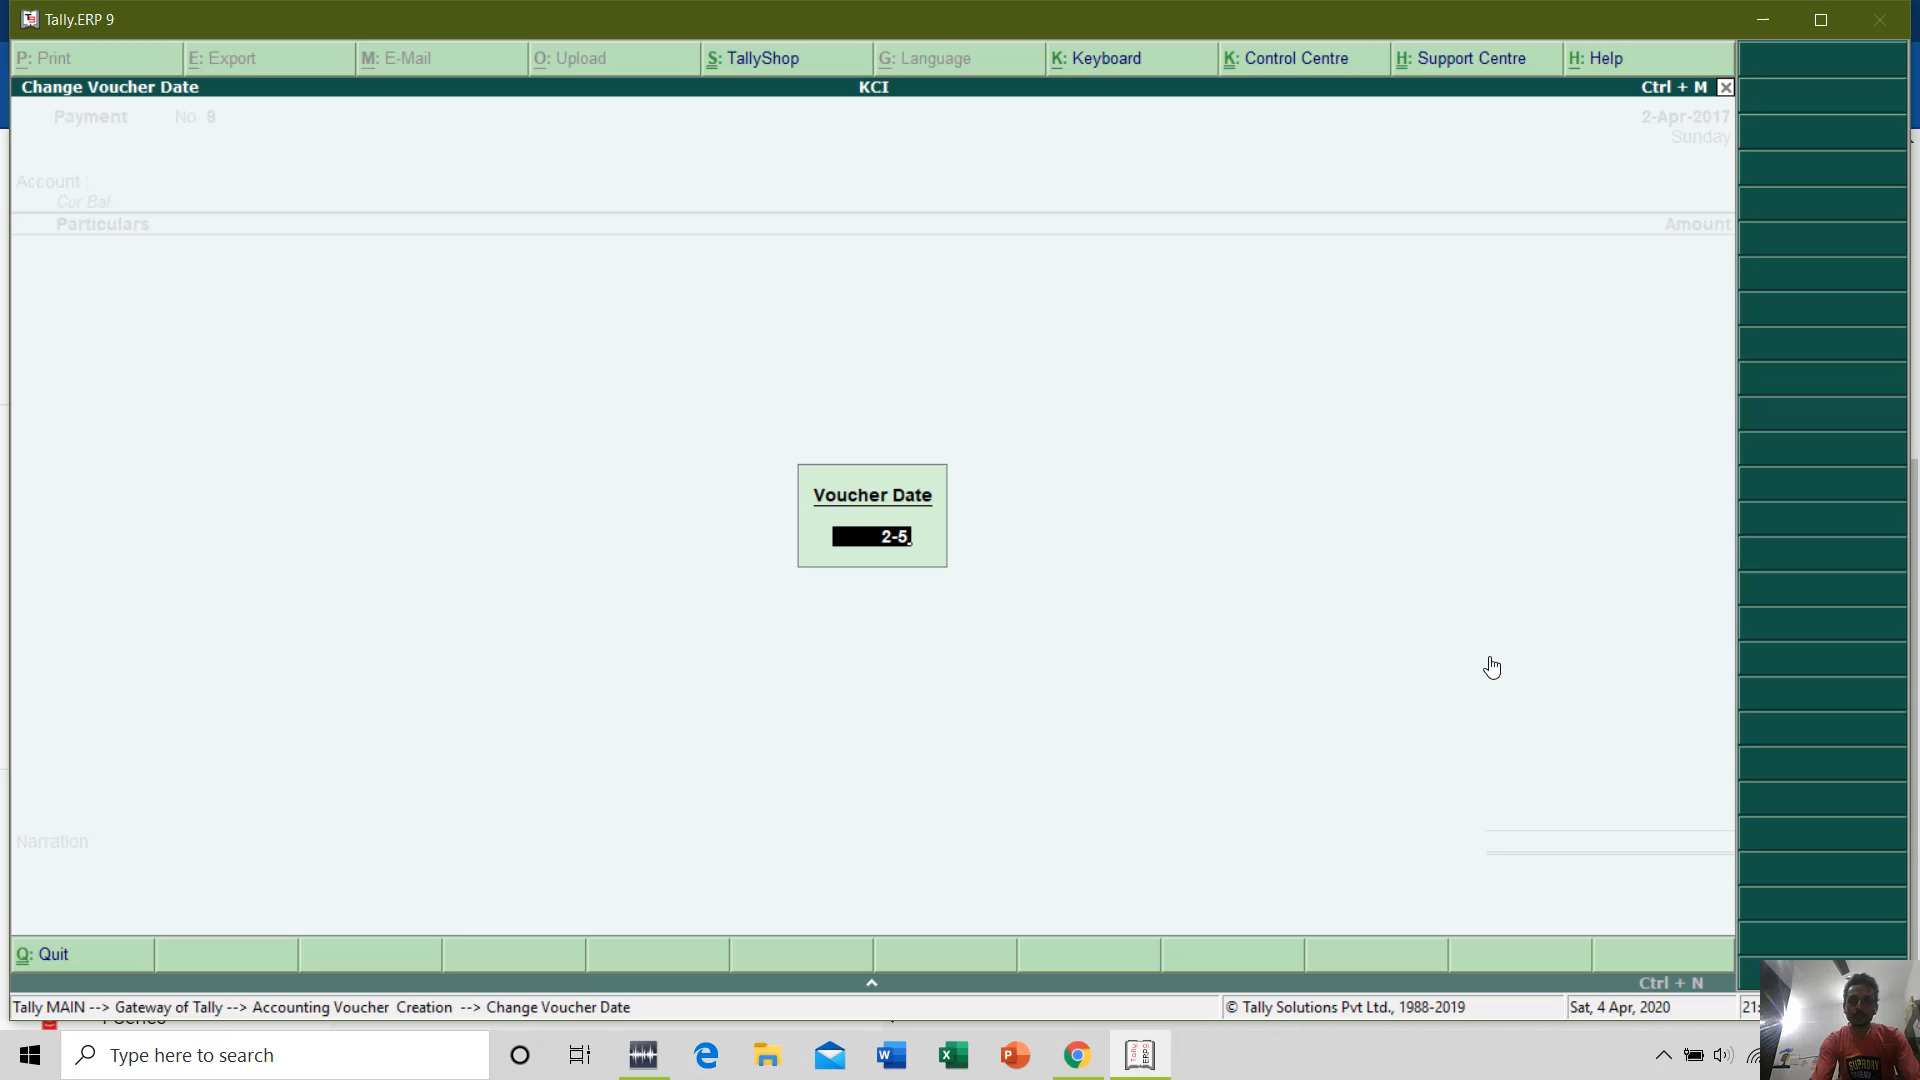 Tally.ERP 9
P: Print E: Export M: E-Mail O: Upload S: TallyShop G: Language K: Keyboard K: Control Centre H: Support Centre H: Help
Change Voucher Date KCI Ctrl + M
Payment No 8 2-Apr-2017
Sunday
Account :
Cur Bal:
Particulars Amount
Voucher Date
2-5
Narration:
Q: Quit
Ctrl + N
Tally MAIN --> Gateway of Tally --> Accounting Voucher Creation --> Change Voucher Date © Tally Solutions Pvt Ltd., 1988-2019 Sat, 4 Apr, 2020 21:
Type here to search